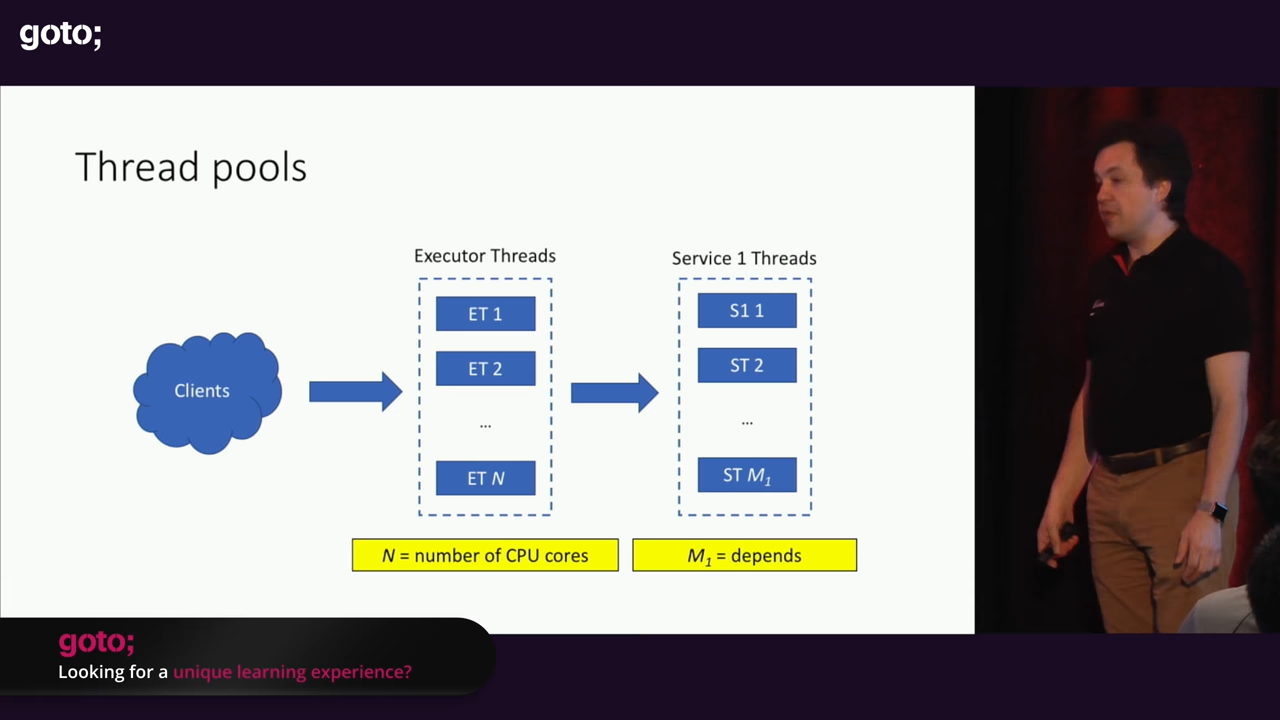 goto;
Thread pools
Executor Threads
Service 1 Threads
ET 1
S1 1
ET 2
ST 2
Clients
...
...
ET N
ST M₁
N = number of CPU cores
M₁ = depends
goto;
Looking for a unique learning experience?